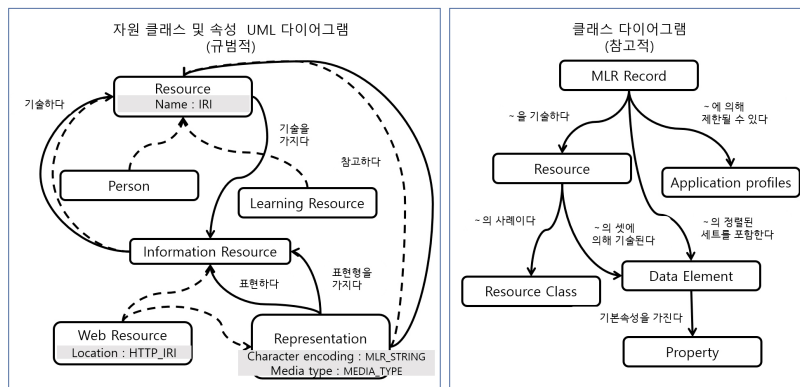 자원 클래스 및 속성 UML 다이어그램
(규범적)
Resource
Name : IRI
기술하다
기술을
가지다
참고하다
Person
Learning Resource
Information Resource
표현하다
표현형을
가지다
Web Resource
Location : HTTP_IRI
Representation
Character encoding : MLR_STRING
Media type : MEDIA_TYPE
클래스 다이어그램
(참고적)
MLR Record
~ 을 기술하다
~ 에 의해
제한될 수 있다
Resource
Application profiles
~ 의 사례이다
~ 의 셋에
의해 기술된다
~ 의 정렬된
세트를 포함한다
Resource Class
Data Element
기본속성을 가진다
Property